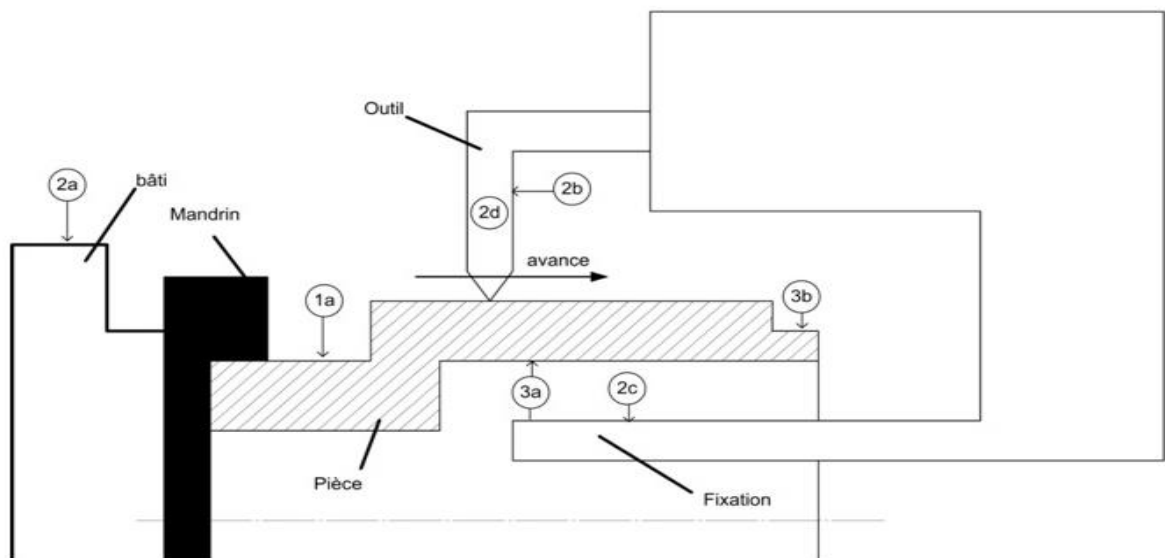 Outil
2a
bâti
2b
Mandrin
2d
avance
1a
3b
3a
2c
Pièce
Fixation